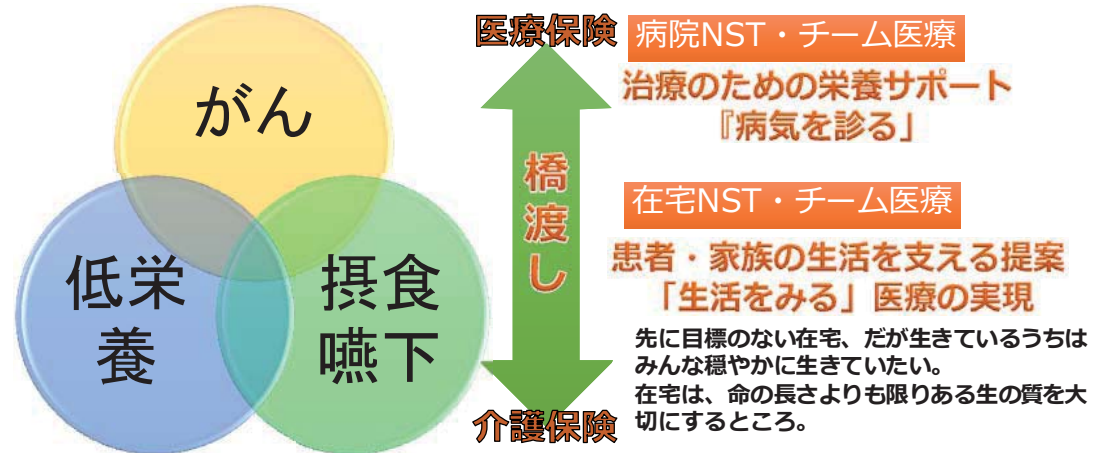 がん
低栄
養
摂食
嚥下
医療保険
橋
渡
し
介護保険
病院NST・チーム医療
治療のための栄養サポート
『病気を診る」
在宅NST・チーム医療
患者・家族の生活を支える提案
「生活をみる」医療の実現
先に目標のない在宅、だが生きているうちは
みんな穏やかに生きていたい。
在宅は、命の長さよりも限りある生の質を大
切にするところ。